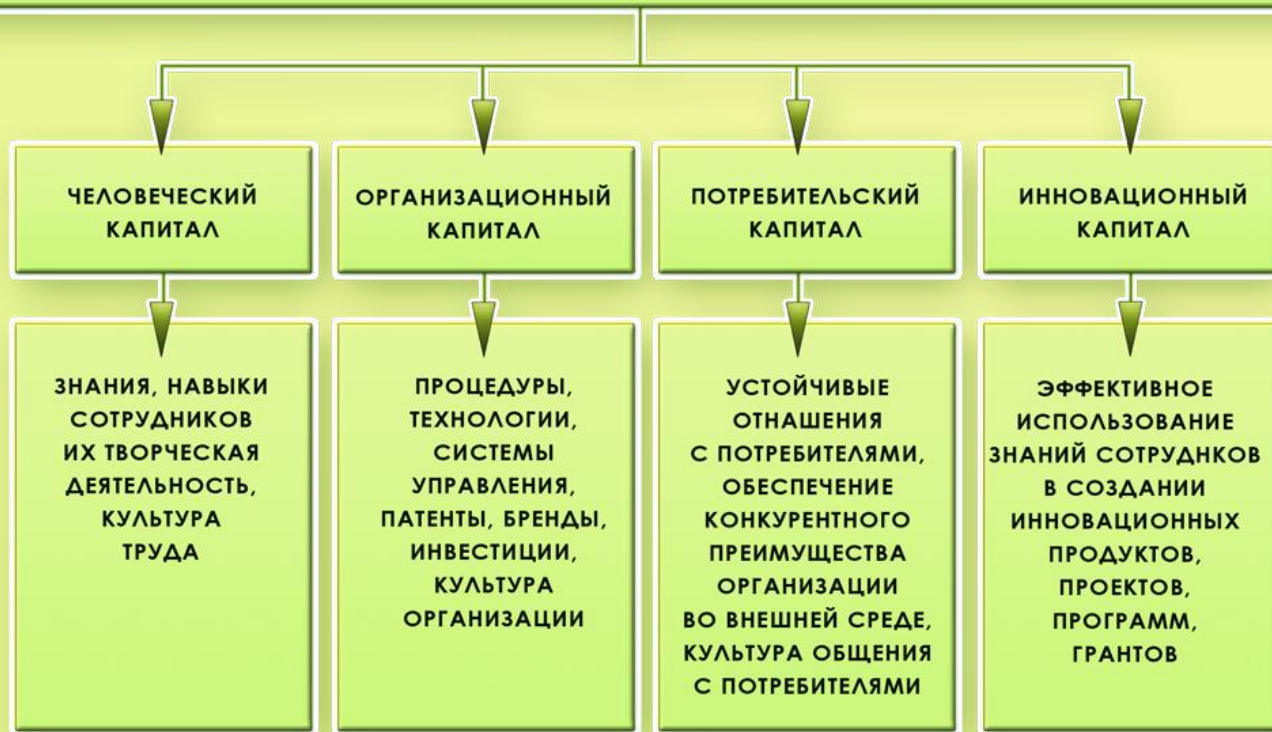 ЧЕЛОВЕЧЕСКИЙ
КАПИТАЛ
ОРГАНИЗАЦИОННЫЙ
КАПИТАЛ
ПОТРЕБИТЕЛЬСКИЙ
КАПИТАЛ
ИННОВАЦИОННЫЙ
КАПИТАЛ
ЗНАНИЯ, НАВЫКИ
СОТРУДНИКОВ
ИХ ТВОРЧЕСКАЯ
ДЕЯТЕЛЬНОСТЬ,
КУЛЬТУРА
ТРУДА
ПРОЦЕДУРЫ,
ТЕХНОЛОГИИ,
СИСТЕМЫ
УПРАВЛЕНИЯ,
ПАТЕНТЫ, БРЕНДЫ,
ИНВЕСТИЦИИ,
КУЛЬТУРА
ОРГАНИЗАЦИИ
УСТОЙЧИВЫЕ
ОТНАШЕНИЯ
С ПОТРЕБИТЕЛЯМИ,
ОБЕСПЕЧЕНИЕ
КОНКУРЕНТНОГО
ПРЕИМУЩЕСТВА
ОРГАНИЗАЦИИ
ВО ВНЕШНЕЙ СРЕДЕ,
КУЛЬТУРА ОБЩЕНИЯ
С ПОТРЕБИТЕЛЯМИ
ЭФФЕКТИВНОЕ
ИСПОЛЬЗОВАНИЕ
ЗНАНИЙ СОТРУДНКОВ
В СОЗДАНИИ
ИННОВАЦИОННЫХ
ПРОДУКТОВ,
ПРОЕКТОВ,
ПРОГРАММ,
ГРАНТОВ